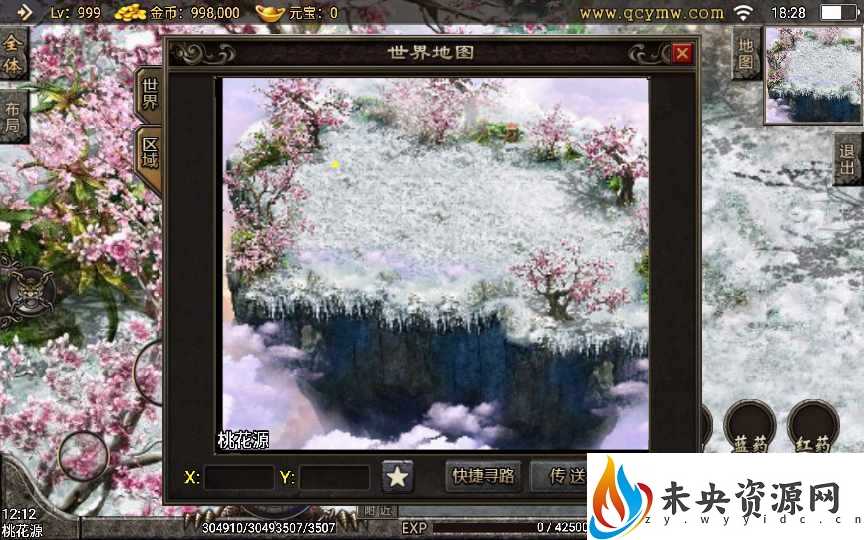 Lv: 999 金币: 998,000 元宝: 0 www.qcymw.com 18:28
全体
布局
世界地图
世界
区域
地图
退出
桃花源
X: Y: 快捷寻路 传送
蓝药 红药
12:12
桃花源
304910/30493507/3507
附近
EXP 0/42500
未央资源网
zy.wyyidc.cn